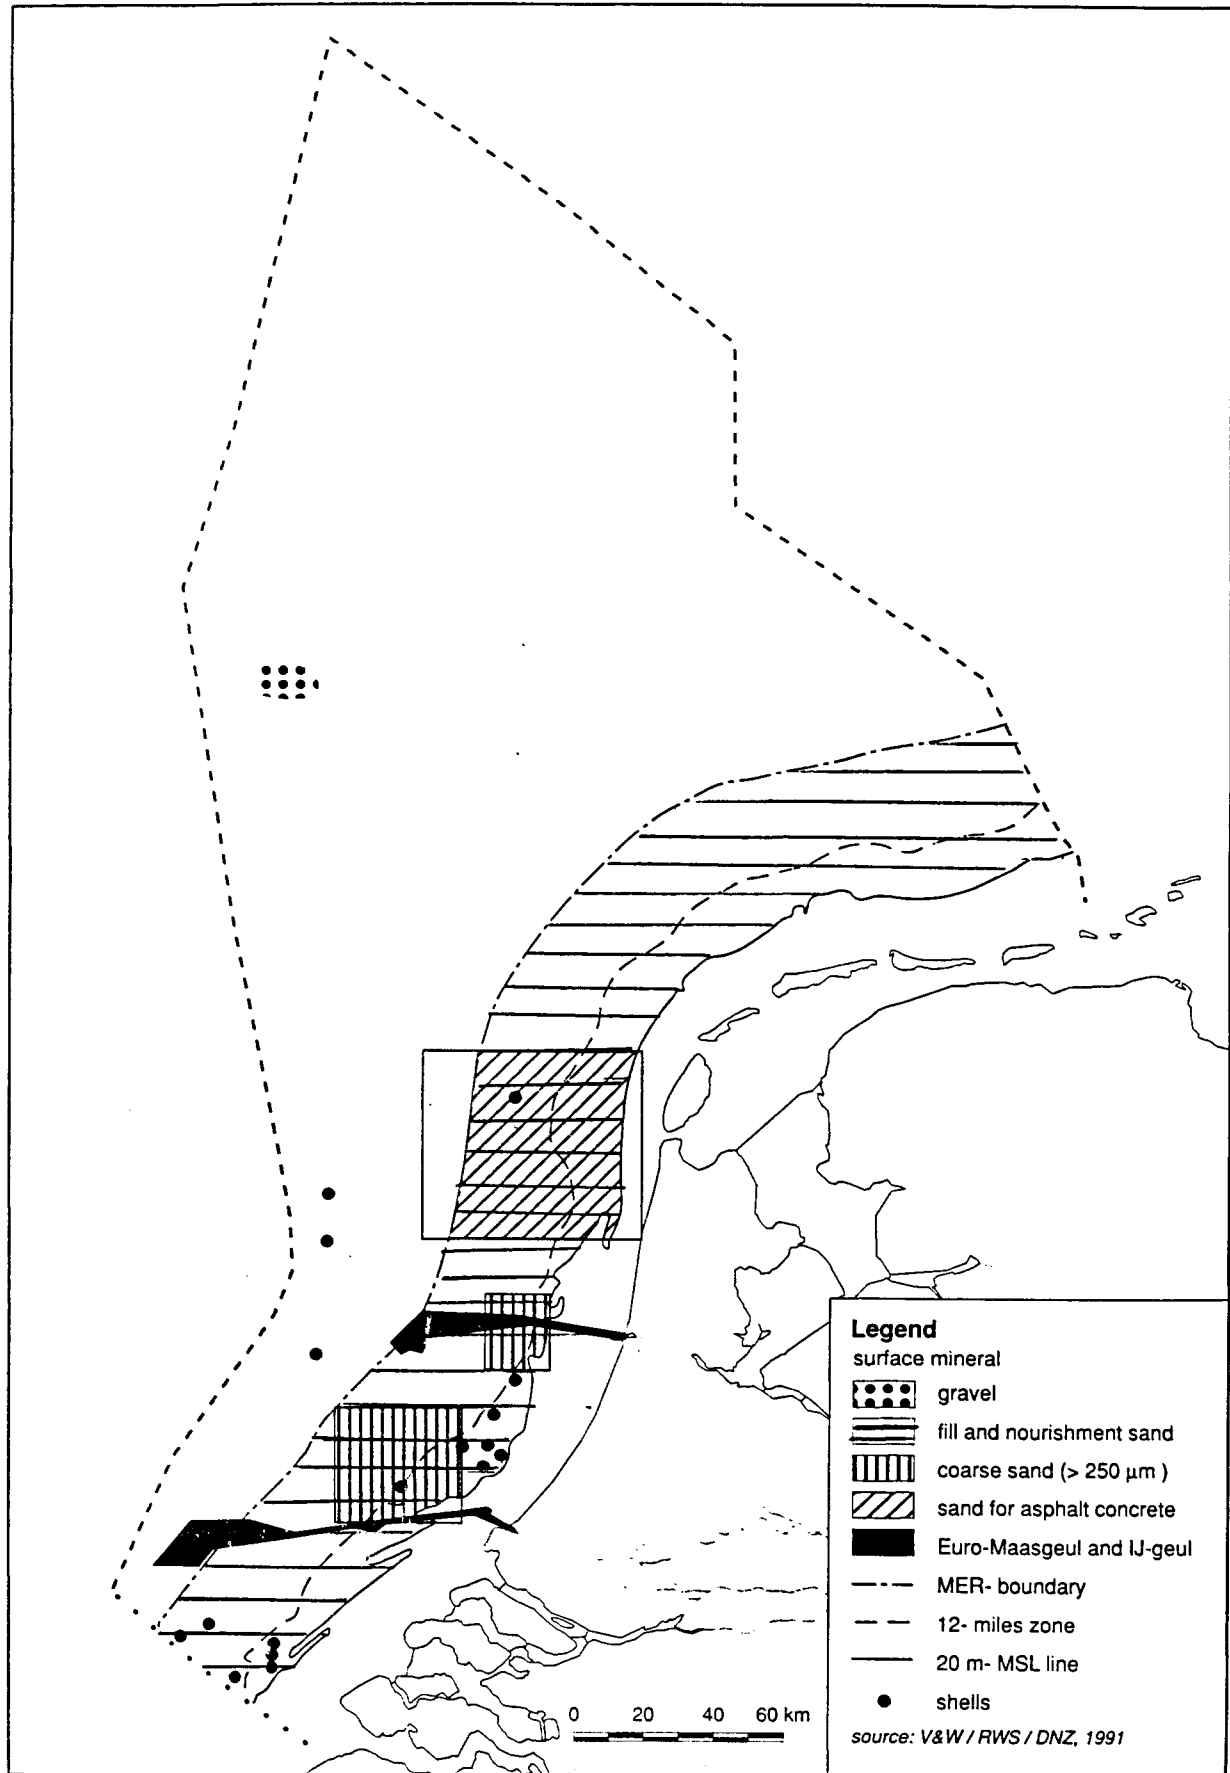 Legend
surface mineral
gravel
fill and nourishment sand
coarse sand (> 250 µm )
sand for asphalt concrete
Euro-Maasgeul and IJ-geul
MER- boundary
12- miles zone
20 m- MSL line
shells
source: V&W / RWS / DNZ, 1991
0 20 40 60 km